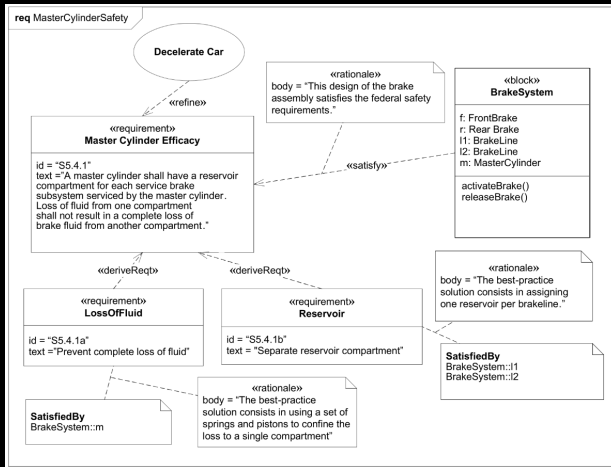 req MasterCylinderSafety
Decelerate Car
«refine»
«rationale»
body = “This design of the brake
assembly satisfies the federal safety
requirements.”
«block»
BrakeSystem
f: FrontBrake
r: Rear Brake
l1: BrakeLine
l2: BrakeLine
m: MasterCylinder
activateBrake()
releaseBrake()
«requirement»
Master Cylinder Efficacy
id = “S5.4.1”
text =”A master cylinder shall have a reservoir
compartment for each service brake
subsystem serviced by the master cylinder.
Loss of fluid from one compartment
shall not result in a complete loss of
brake fluid from another compartment.”
«satisfy»
«deriveReqt»
«deriveReqt»
«rationale»
body = “The best-practice
solution consists in assigning
one reservoir per brakeline.”
«requirement»
LossOfFluid
id = “S5.4.1a”
text =”Prevent complete loss of fluid”
«requirement»
Reservoir
id = “S5.4.1b”
text = “Separate reservoir compartment”
SatisfiedBy
BrakeSystem::l1
BrakeSystem::l2
SatisfiedBy
BrakeSystem::m
«rationale»
body = “The best-practice
solution consists in using a set of
springs and pistons to confine the
loss to a single compartment”